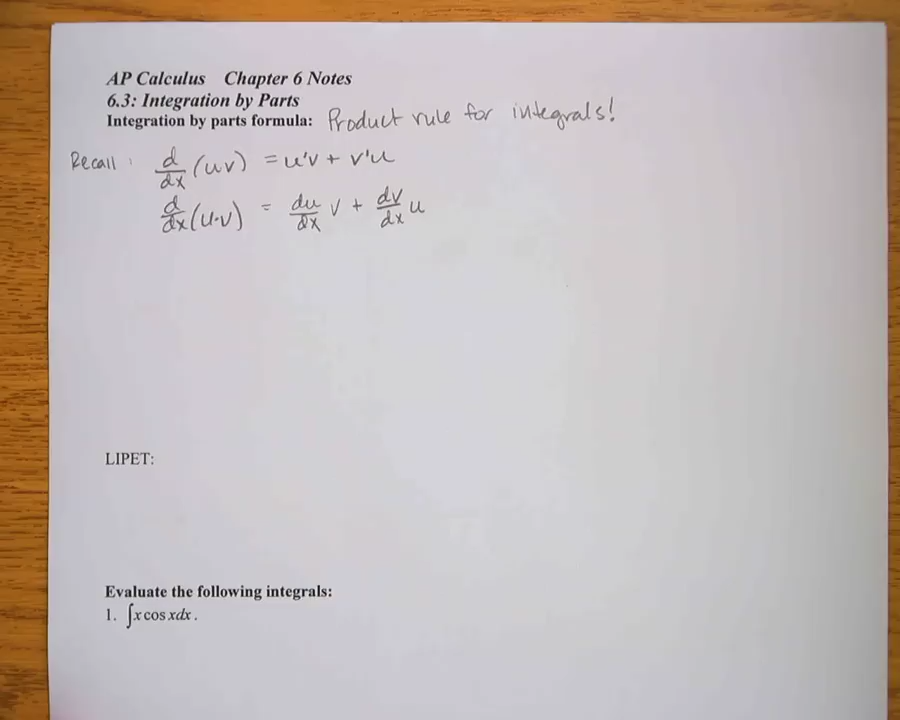 AP Calculus Chapter 6 Notes
6.3: Integration by Parts
Integration by parts formula: Product rule for integrals!
Recall: d/dx (uv) = u'v + v'u
d/dx (u·v) = du/dx v + dv/dx u
LIPET:
Evaluate the following integrals:
1. ∫x cos xdx.